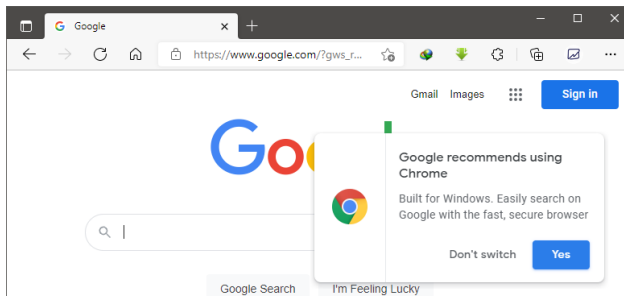 Google
https://www.google.com/?gws_r...
Gmail Images Sign in
Google recommends using
Chrome
Built for Windows. Easily search on
Google with the fast, secure browser
Don't switch Yes
Google Search I'm Feeling Lucky